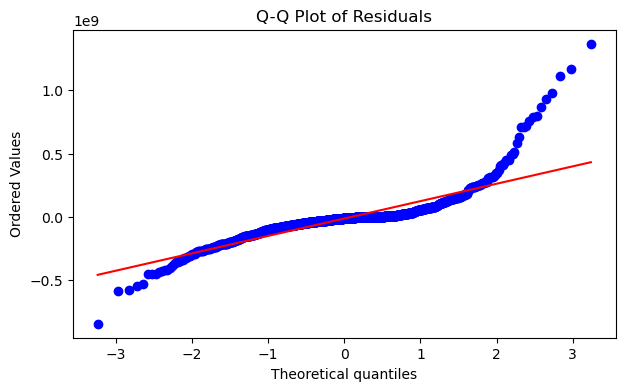 Q-Q Plot of Residuals
1e9
1.0
0.5
0.0
−0.5
Ordered Values
−3 −2 −1 0 1 2 3
Theoretical quantiles